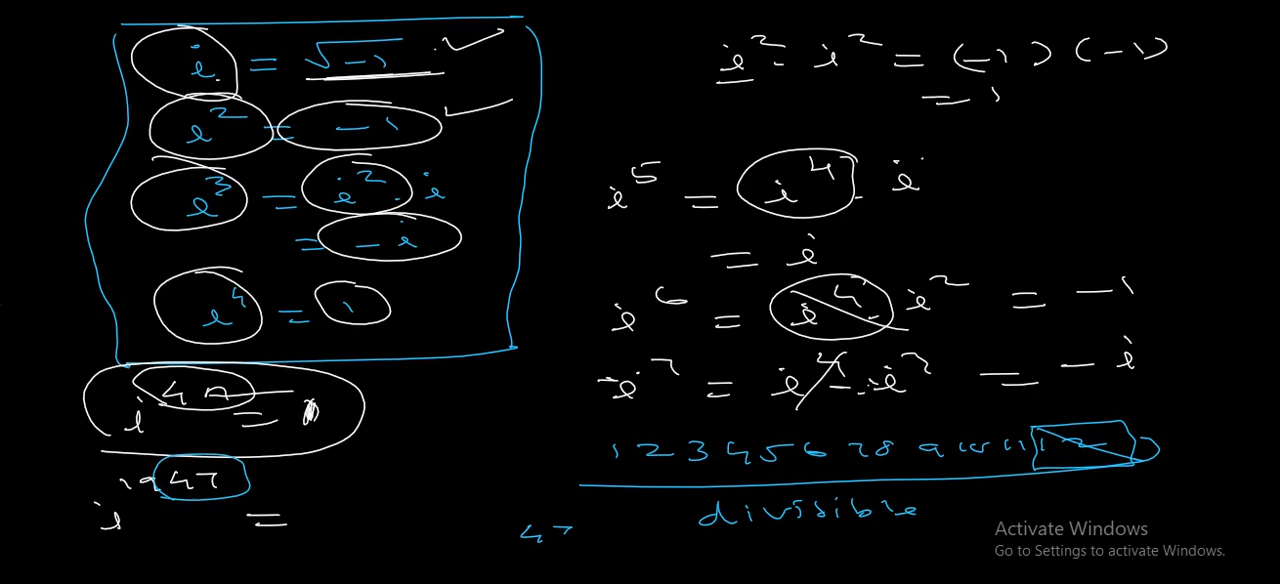 i = √-1
i² = -1
i³ = i² . i
= - i
i⁴ = 1
i⁴ⁿ =
i¹⁹⁴⁷ =
i² . i² = (-1) (-1)
= 1
i⁵ = i⁴ . i
= i
i⁶ = i⁴ . i² = -1
i⁷ = i⁴ . i³ = - i
1 2 3 4 5 6 7 8 9 10 11 12
divisible
47
Activate Windows
Go to Settings to activate Windows.